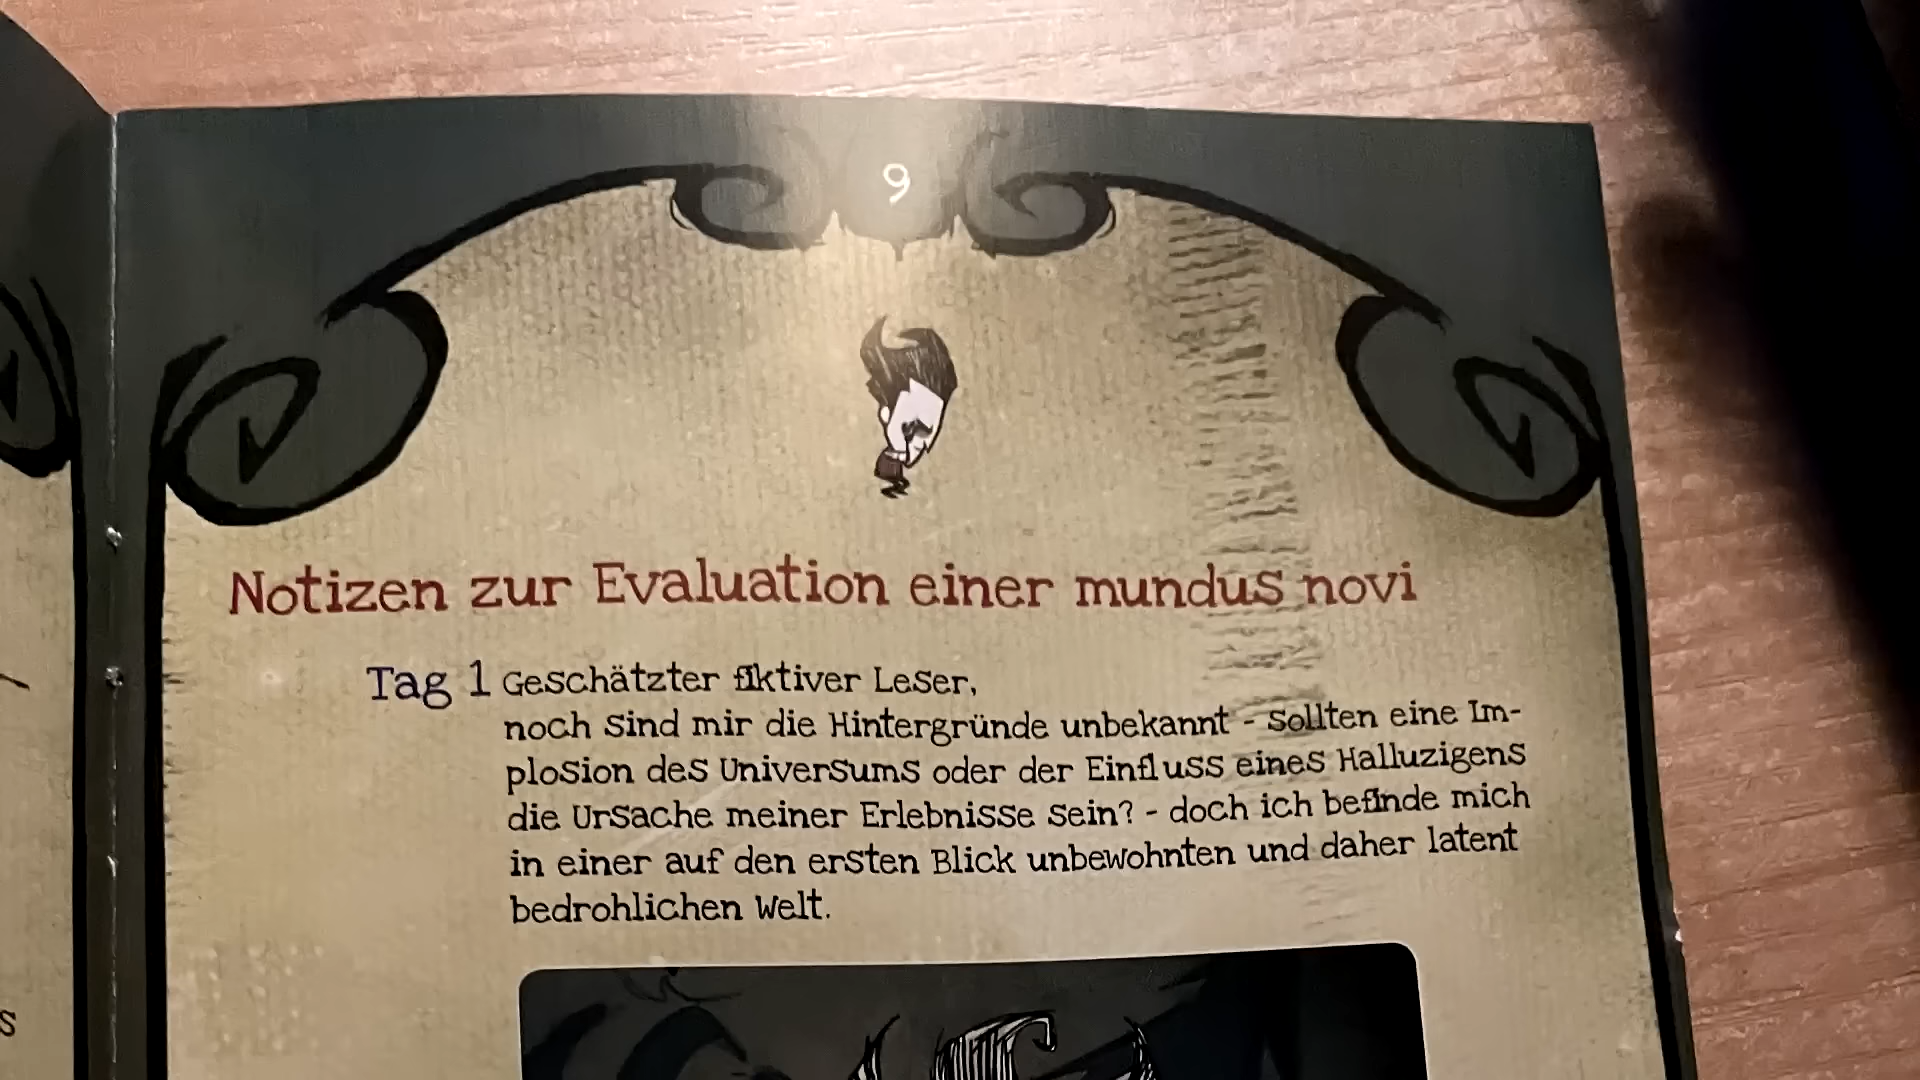 9
Notizen zur Evaluation einer mundus novi
Tag 1 Geschätzter fiktiver Leser,
noch sind mir die Hintergründe unbekannt - sollten eine Im-
plosion des Universums oder der Einfluss eines Halluzigens
die Ursache meiner Erlebnisse sein? - doch ich befinde mich
in einer auf den ersten Blick unbewohnten und daher latent
bedrohlichen Welt.
s